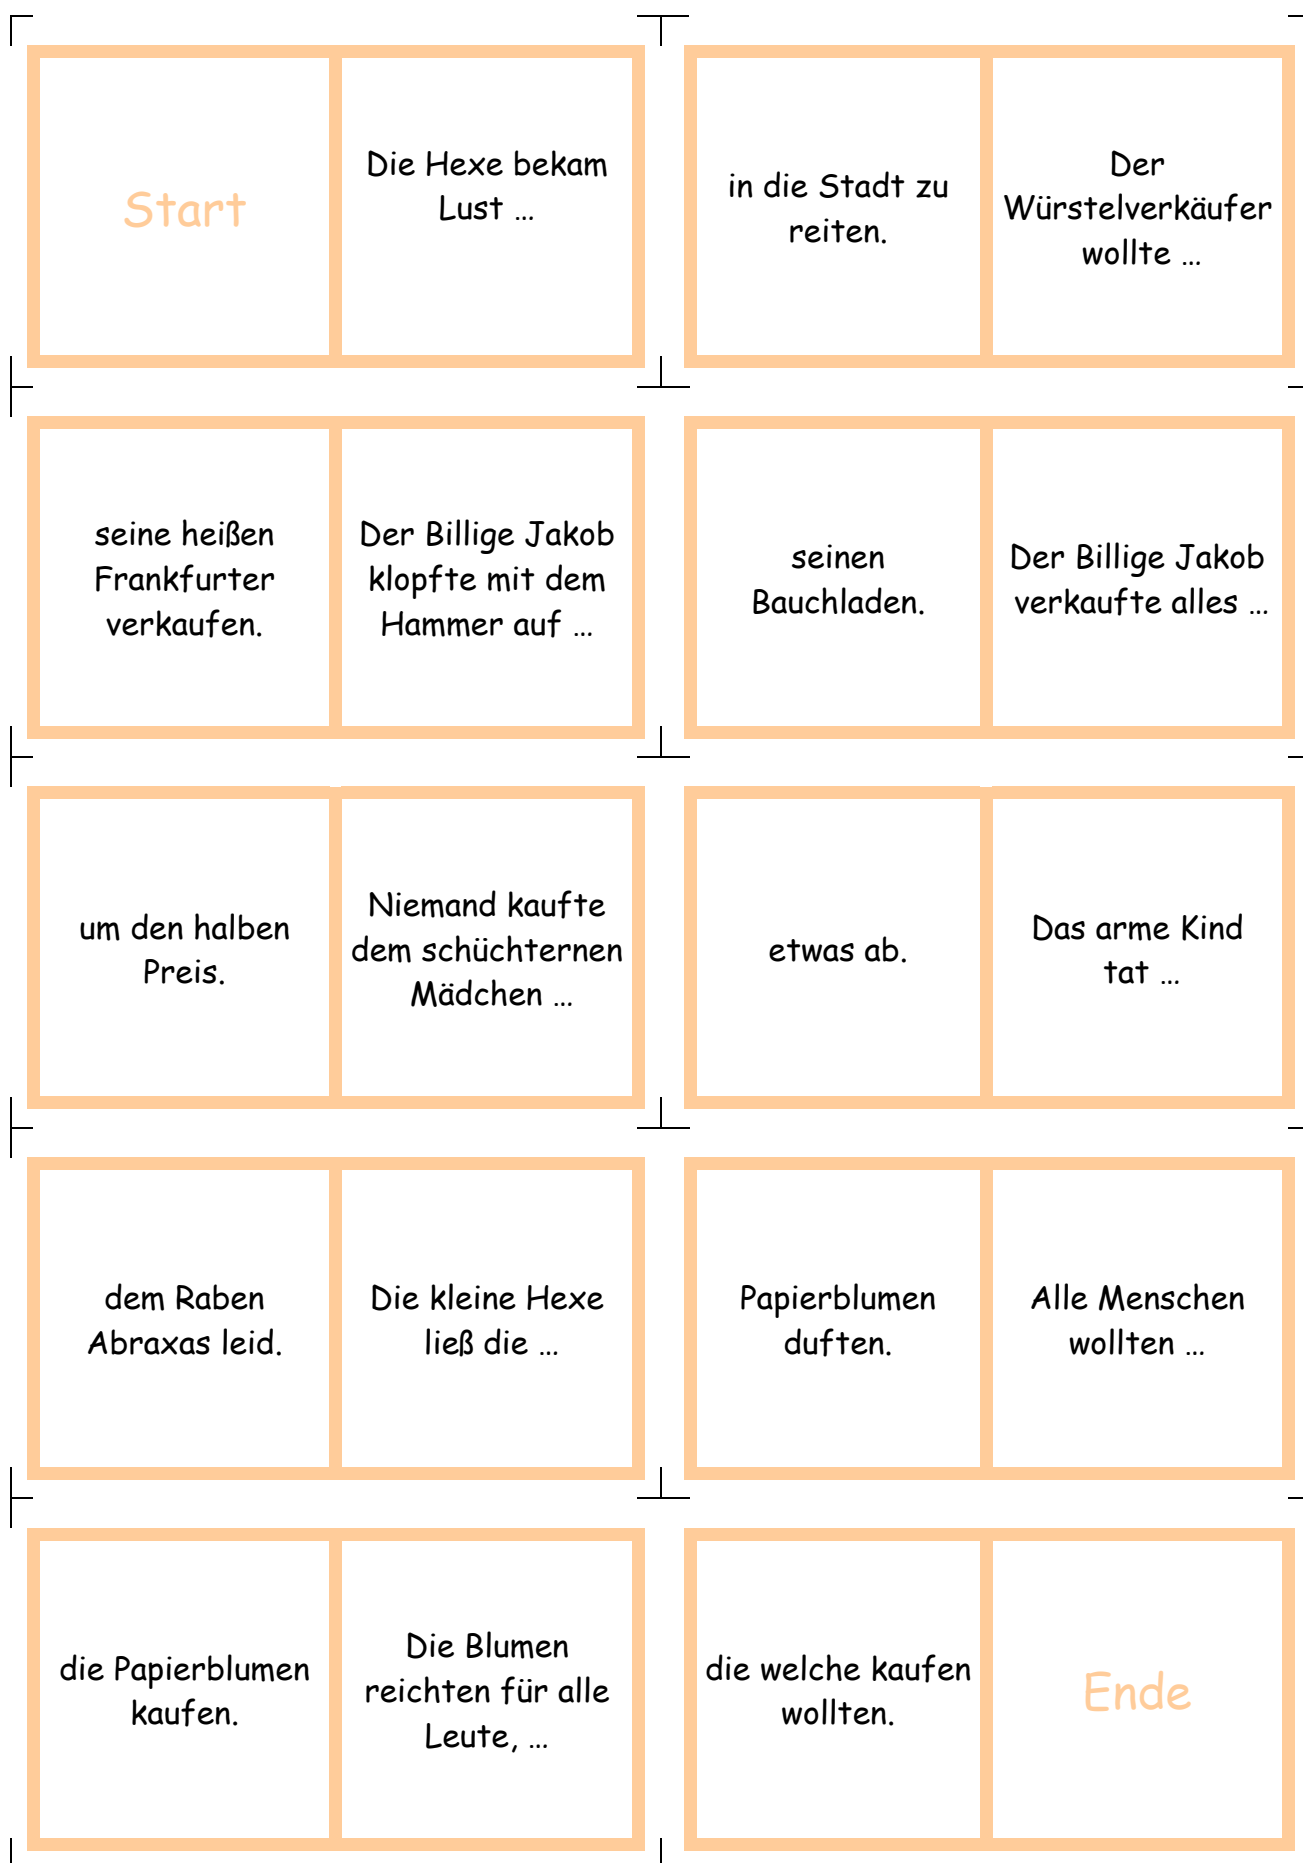 Start
Die Hexe bekam
Lust …
in die Stadt zu
reiten.
Der
Würstelverkäufer
wollte …
seine heißen
Frankfurter
verkaufen.
Der Billige Jakob
klopfte mit dem
Hammer auf …
seinen
Bauchladen.
Der Billige Jakob
verkaufte alles …
um den halben
Preis.
Niemand kaufte
dem schüchternen
Mädchen …
etwas ab.
Das arme Kind
tat …
dem Raben
Abraxas leid.
Die kleine Hexe
ließ die …
Papierblumen
duften.
Alle Menschen
wollten …
die Papierblumen
kaufen.
Die Blumen
reichten für alle
Leute, …
die welche kaufen
wollten.
Ende